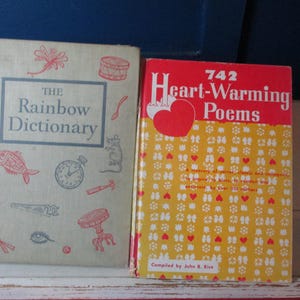 THE
Rainbow
Dictionary
742
Heart-Warming
Poems
Compiled by John R. Rice